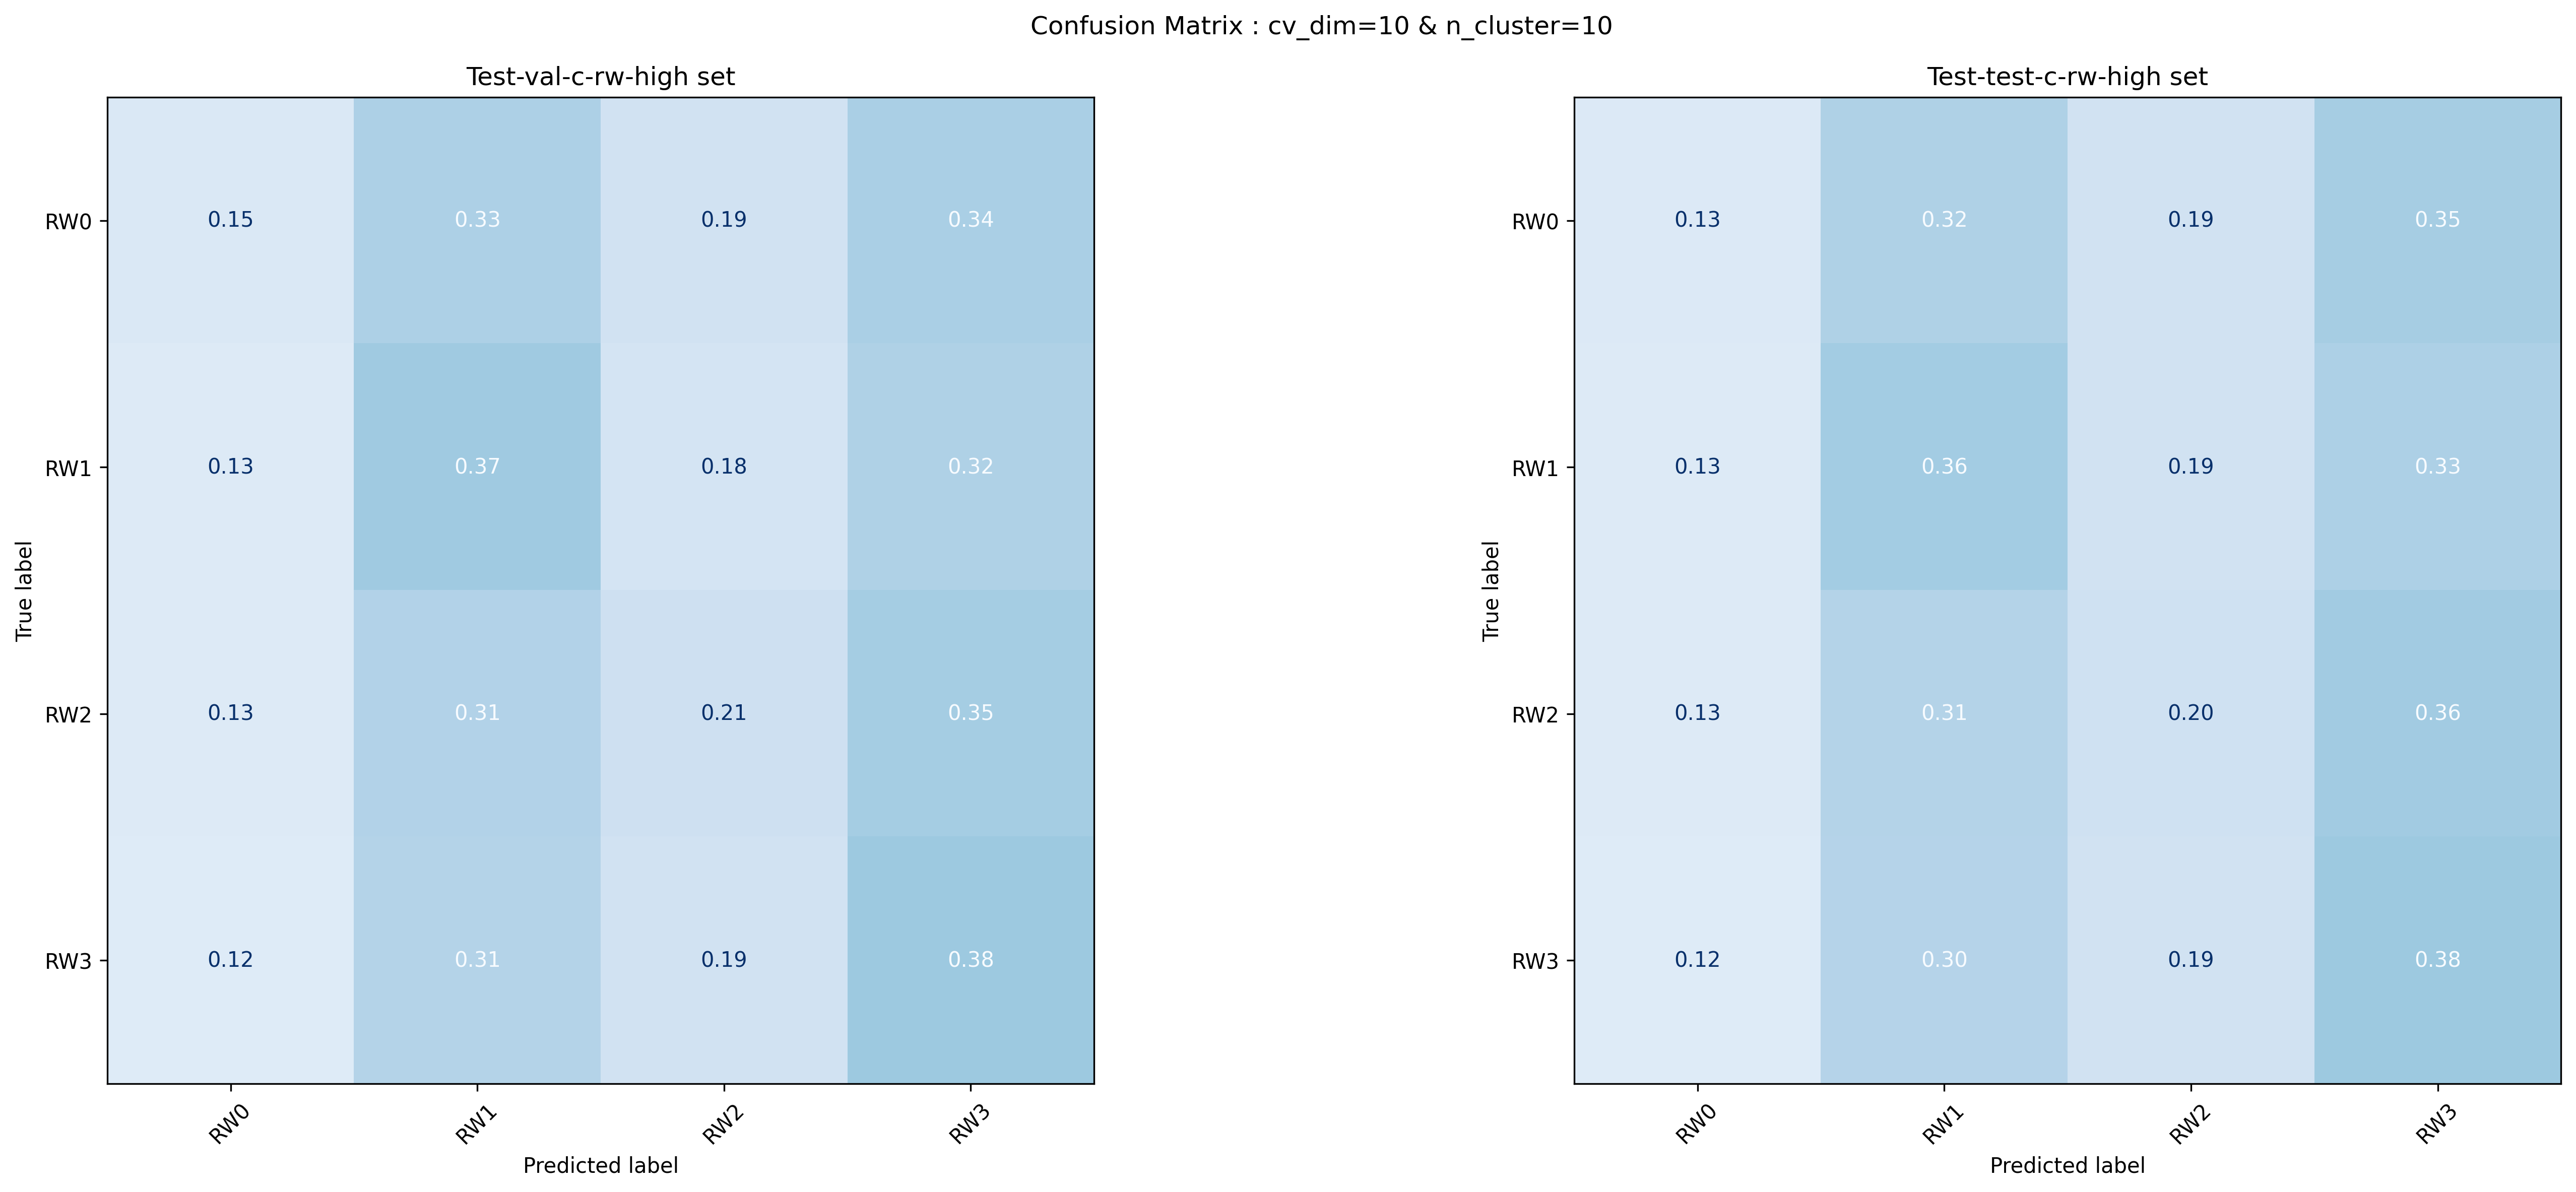 Confusion Matrix : cv_dim=10 & n_cluster=10
Test-val-c-rw-high set
True label
RW0 0.15 0.33 0.19 0.34
RW1 0.13 0.37 0.18 0.32
RW2 0.13 0.31 0.21 0.35
RW3 0.12 0.31 0.19 0.38
RW0 RW1 RW2 RW3
Predicted label
Test-test-c-rw-high set
True label
RW0 0.13 0.32 0.19 0.35
RW1 0.13 0.36 0.19 0.33
RW2 0.13 0.31 0.20 0.36
RW3 0.12 0.30 0.19 0.38
RW0 RW1 RW2 RW3
Predicted label